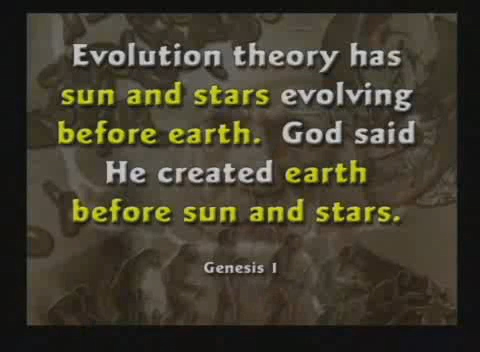 Evolution theory has
sun and stars evolving
before earth.  God said
He created earth
before sun and stars.
Genesis 1